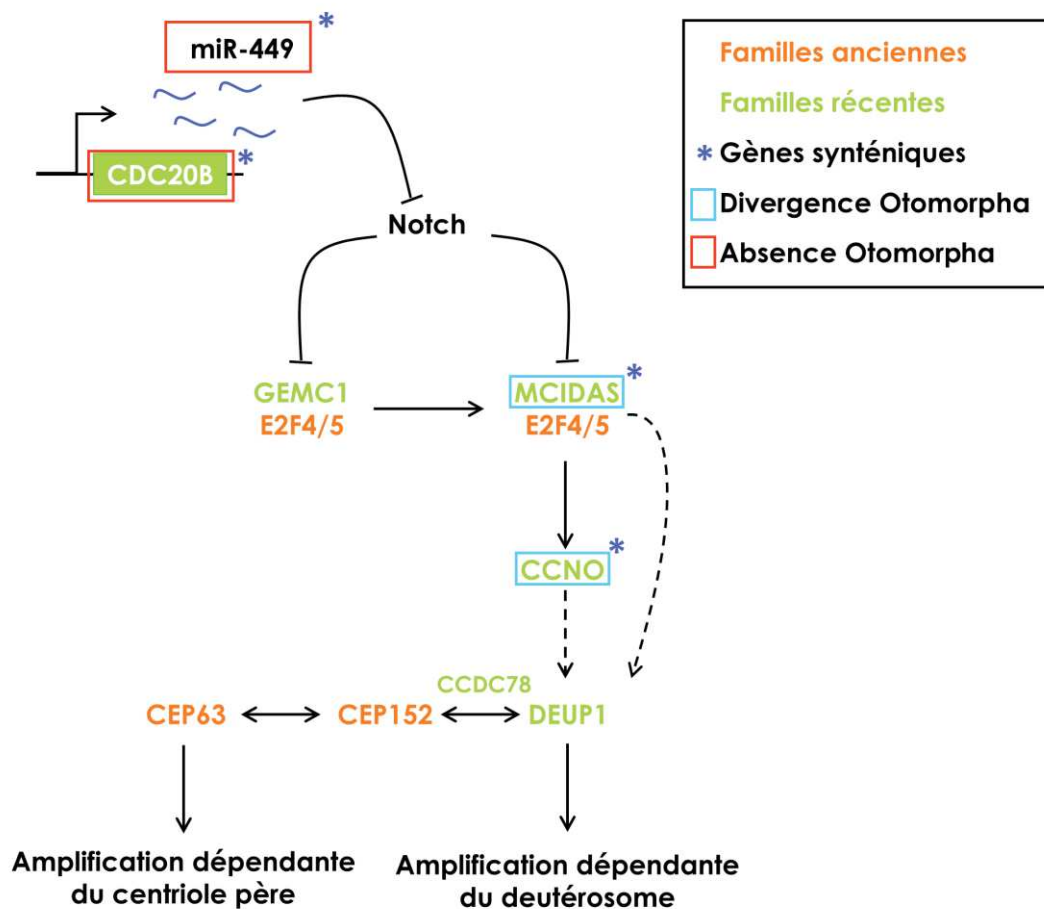 miR-449
*
CDC20B
*
Notch
GEMC1
E2F4/5
MCIDAS
*
E2F4/5
CCNO
*
CCDC78
CEP63
CEP152
DEUP1
Amplification dépendante
du centriole père
Amplification dépendante
du deutérosome
Familles anciennes
Familles récentes
* Gènes synténiques
Divergence Otomorpha
Absence Otomorpha